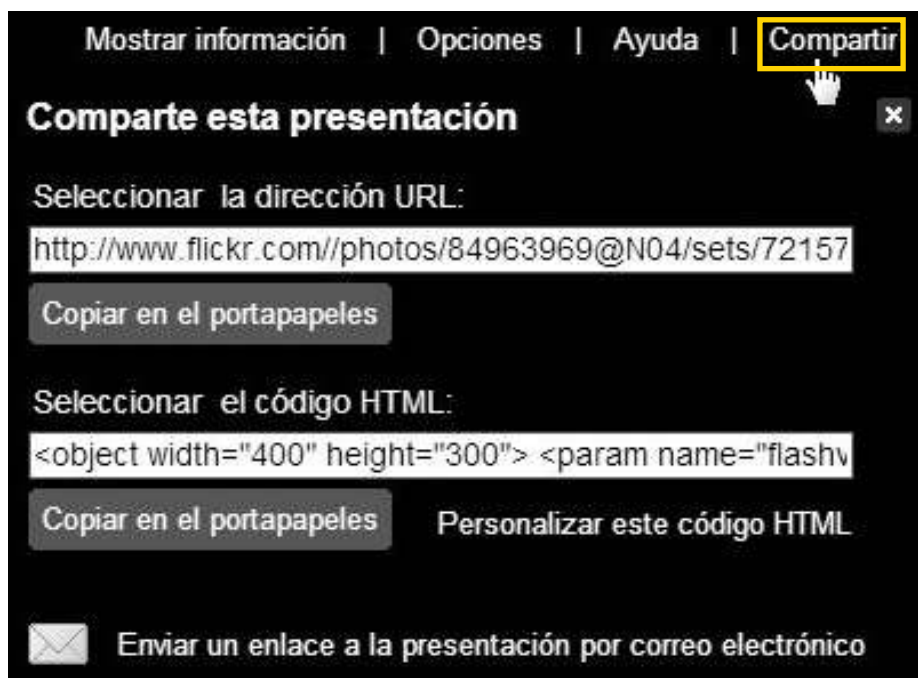 Mostrar información | Opciones | Ayuda | Compartir
Comparte esta presentación
Seleccionar la dirección URL:
http://www.flickr.com//photos/84963969@N04/sets/72157
Copiar en el portapapeles
Seleccionar el código HTML:
<object width="400" height="300"> <param name="flashv
Copiar en el portapapeles Personalizar este código HTML
Enviar un enlace a la presentación por correo electrónico